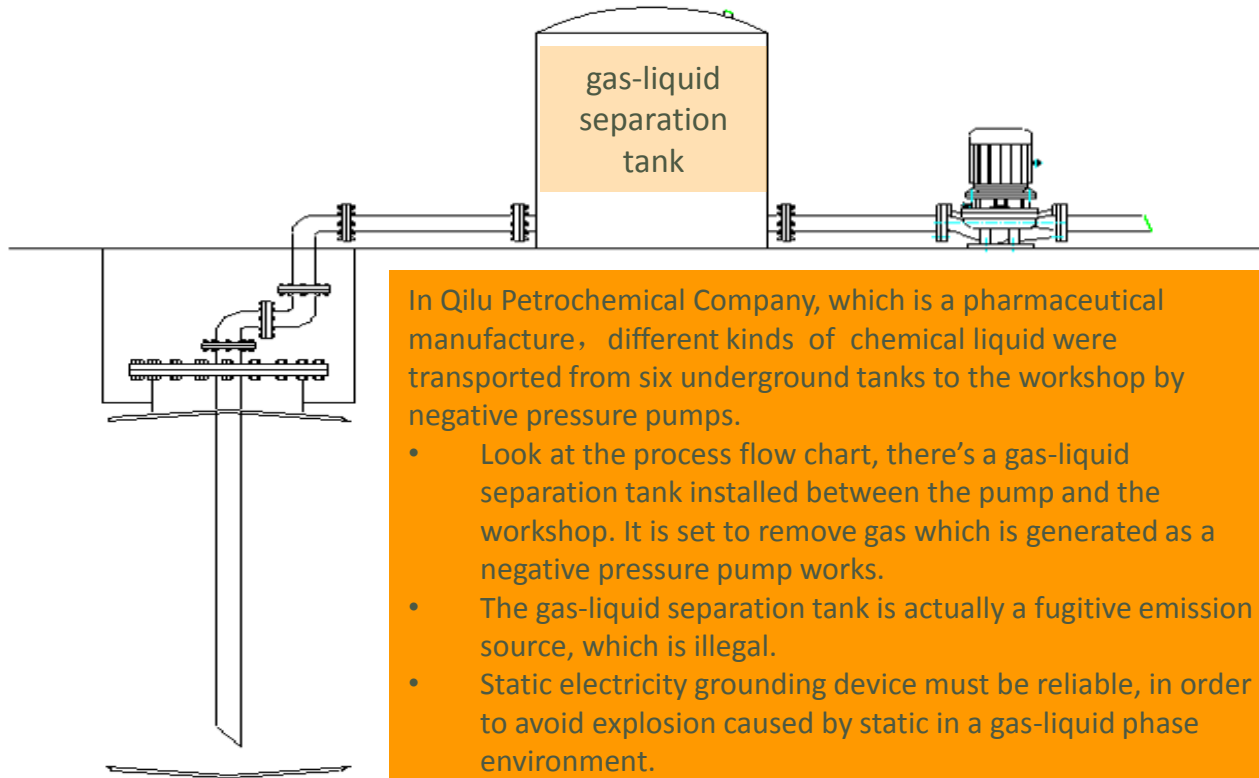 gas-liquid
separation
tank
In Qilu Petrochemical Company, which is a pharmaceutical
manufacture， different kinds of chemical liquid were
transported from six underground tanks to the workshop by
negative pressure pumps.
• Look at the process flow chart, there’s a gas-liquid
separation tank installed between the pump and the
workshop. It is set to remove gas which is generated as a
negative pressure pump works.
• The gas-liquid separation tank is actually a fugitive emission
source, which is illegal.
• Static electricity grounding device must be reliable, in order
to avoid explosion caused by static in a gas-liquid phase
environment.